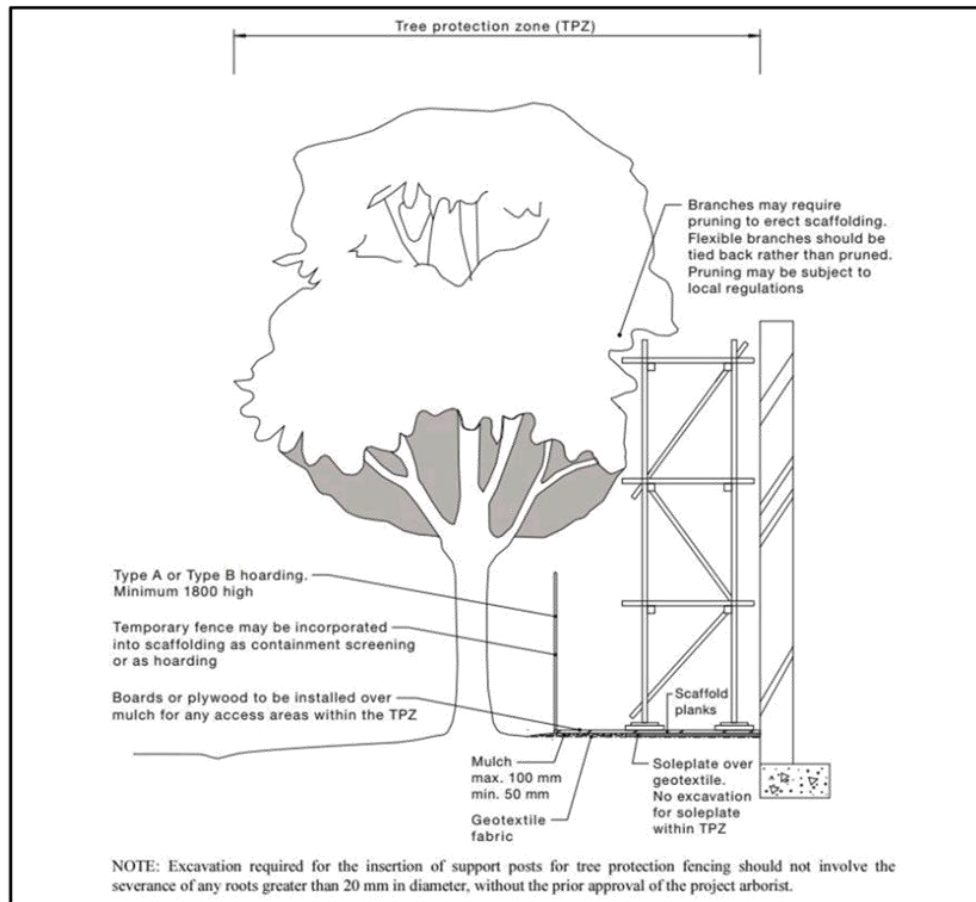 Tree protection zone (TPZ)
Branches may require
pruning to erect scaffolding.
Flexible branches should be
tied back rather than pruned.
Pruning may be subject to
local regulations
Type A or Type B hoarding.
Minimum 1800 high
Temporary fence may be incorporated
into scaffolding as containment screening
or as hoarding
Boards or plywood to be installed over
mulch for any access areas within the TPZ
Scaffold
planks
Mulch
max. 100 mm
min. 50 mm
Geotextile
fabric
Soleplate over
geotextile.
No excavation
for soleplate
within TPZ
NOTE: Excavation required for the insertion of support posts for tree protection fencing should not involve the
severance of any roots greater than 20 mm in diameter, without the prior approval of the project arborist.